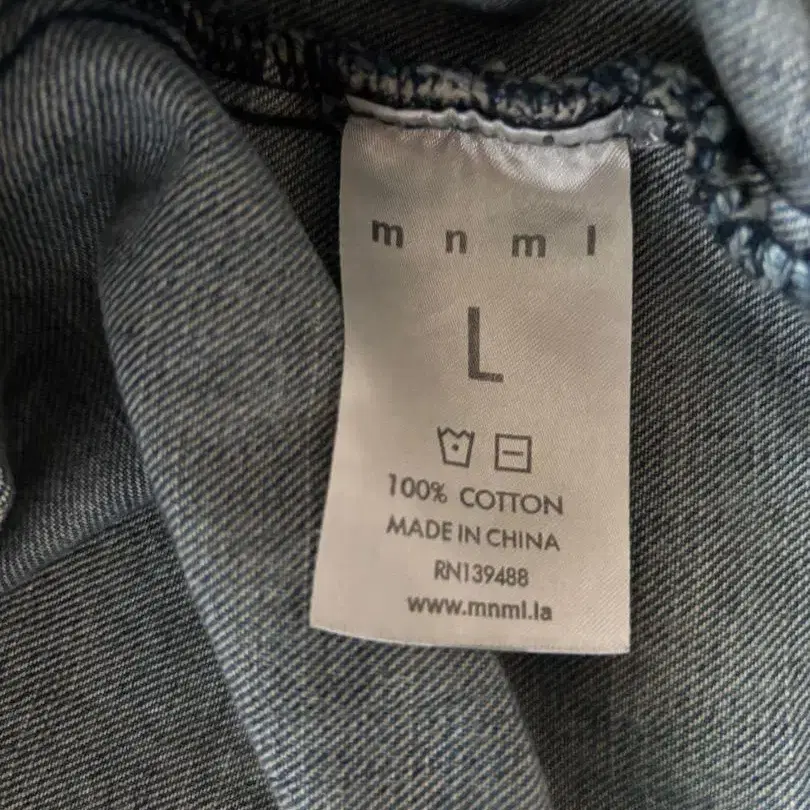 m n m l
L
100% COTTON
MADE IN CHINA
RN139488
www.mnml.la